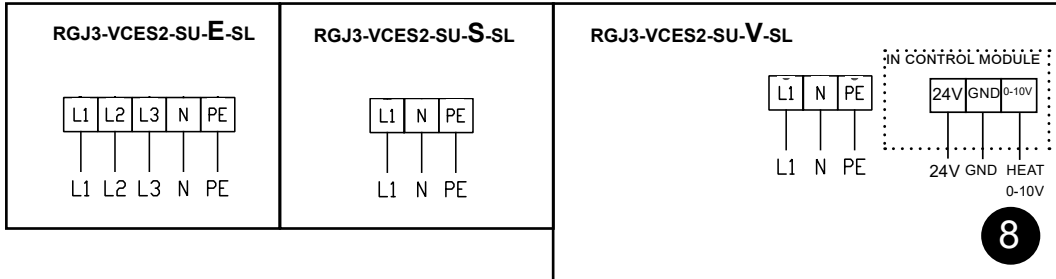 RGJ3-VCES2-SU-E-SL
L1 L2 L3 N PE
L1 L2 L3 N PE
RGJ3-VCES2-SU-S-SL
L1 N PE
L1 N PE
RGJ3-VCES2-SU-V-SL
L1 N PE
L1 N PE
IN CONTROL MODULE
24V GND 0-10V
24V GND HEAT
0-10V
8